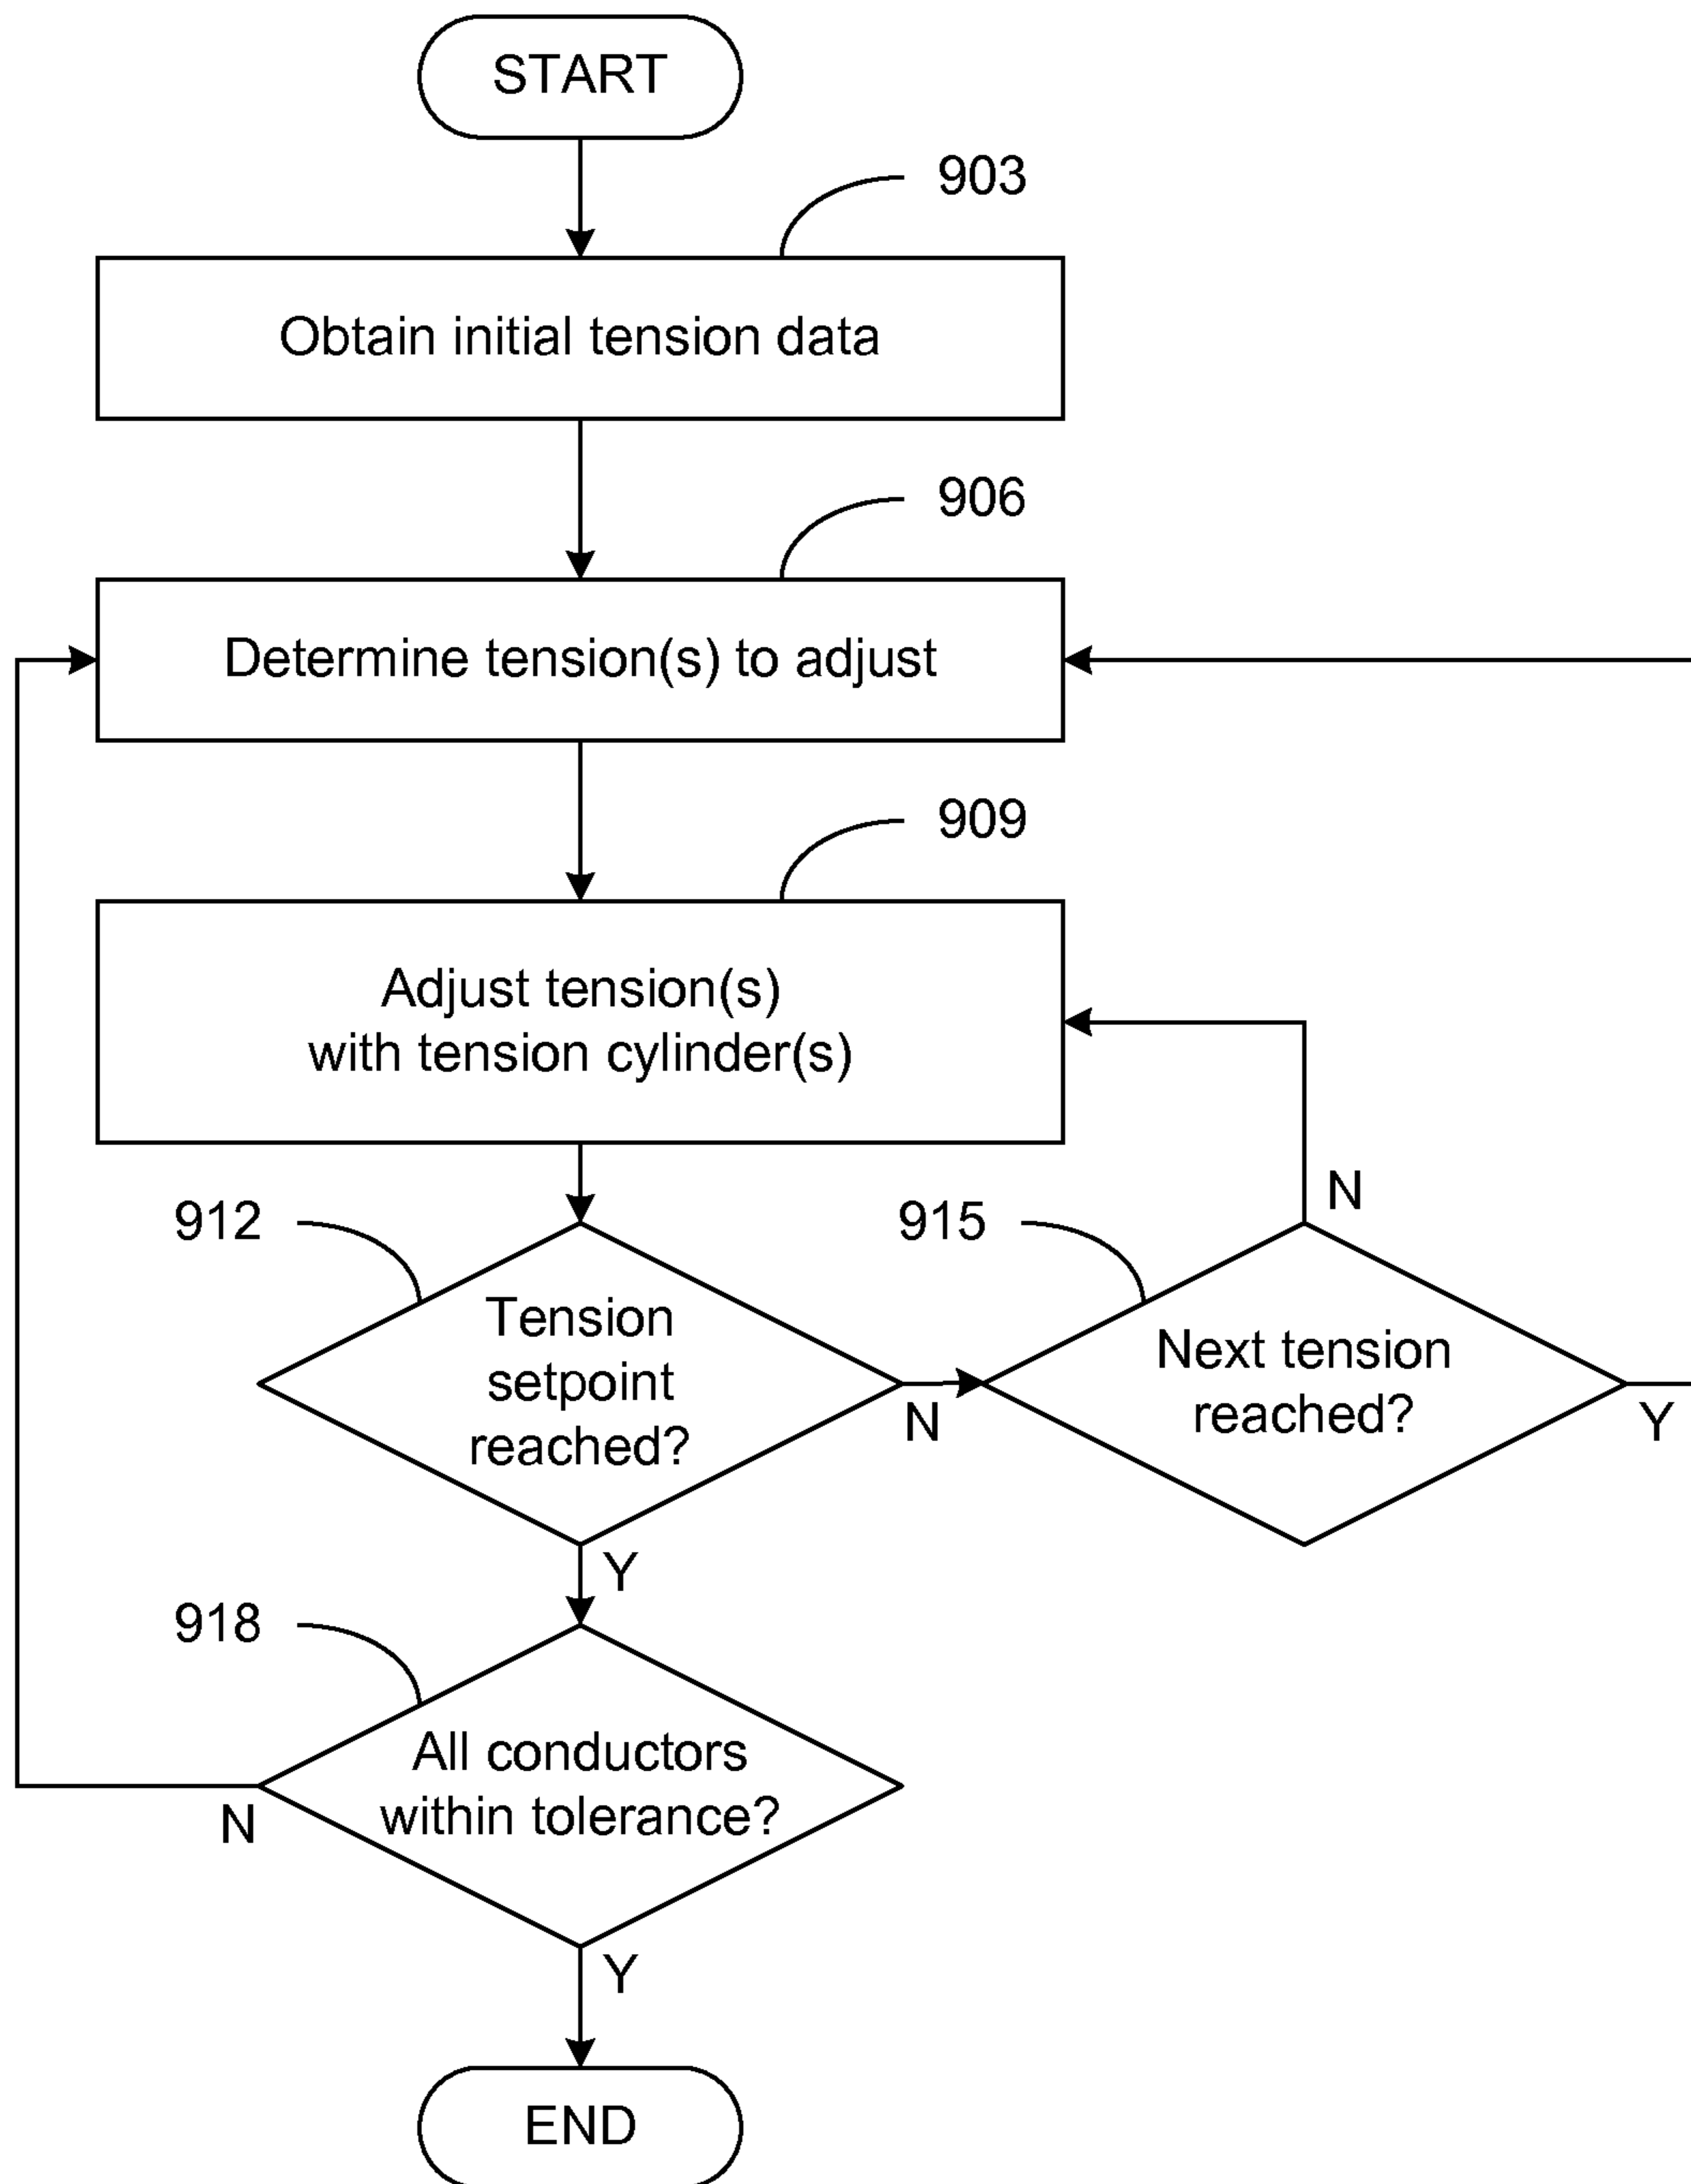 START
903
Obtain initial tension data
906
Determine tension(s) to adjust
909
Adjust tension(s)
with tension cylinder(s)
N
912
915
Tension
setpoint
reached?
Next tension
reached?
N
Y
Y
918
All conductors
within tolerance?
N
Y
END